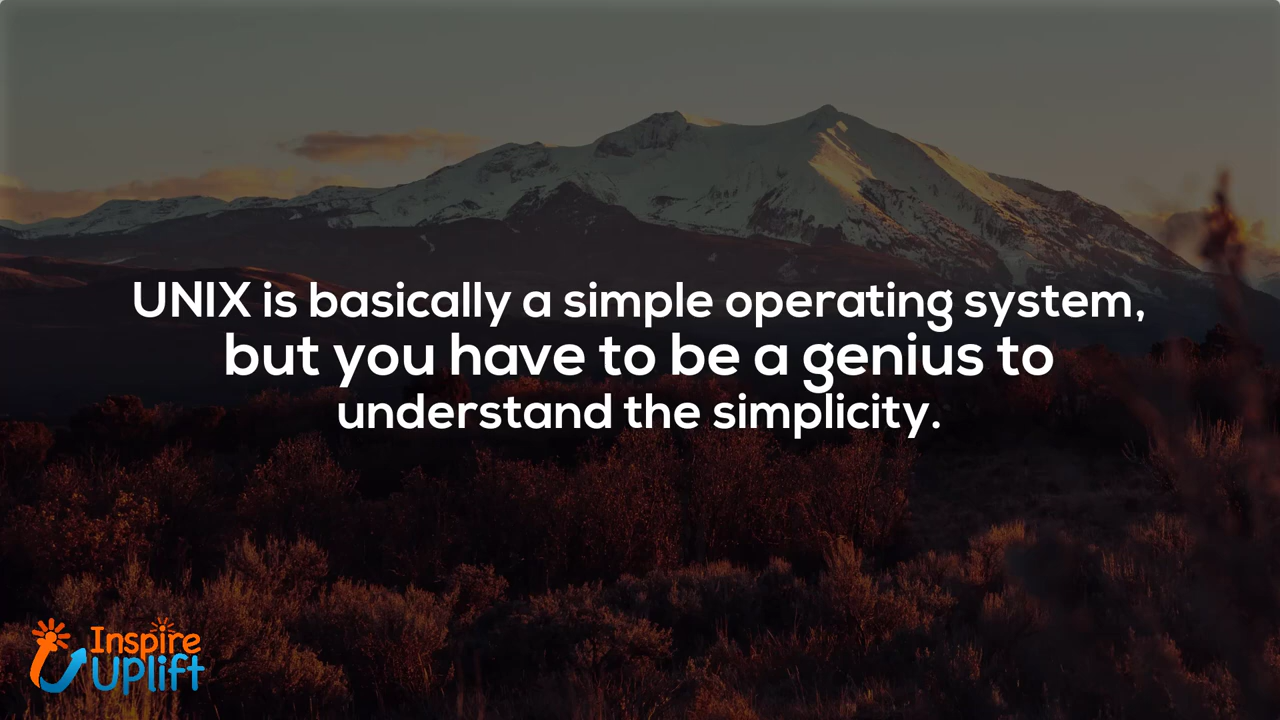 UNIX is basically a simple operating system,
but you have to be a genius to
understand the simplicity.
Inspire
Uplift